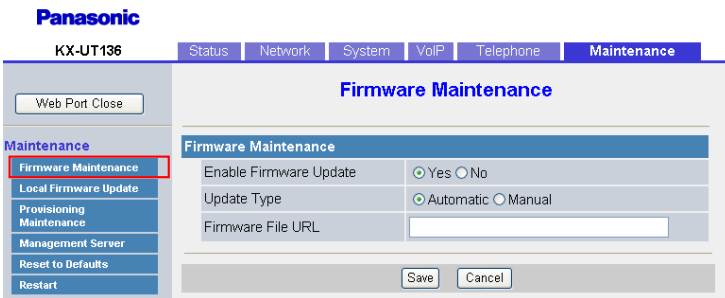 Panasonic
KX-UT136
Status Network System VoIP Telephone Maintenance
Web Port Close
Firmware Maintenance
Maintenance
Firmware Maintenance
Local Firmware Update
Provisioning
Maintenance
Management Server
Reset to Defaults
Restart
Firmware Maintenance
Enable Firmware Update Yes No
Update Type Automatic Manual
Firmware File URL
Save Cancel